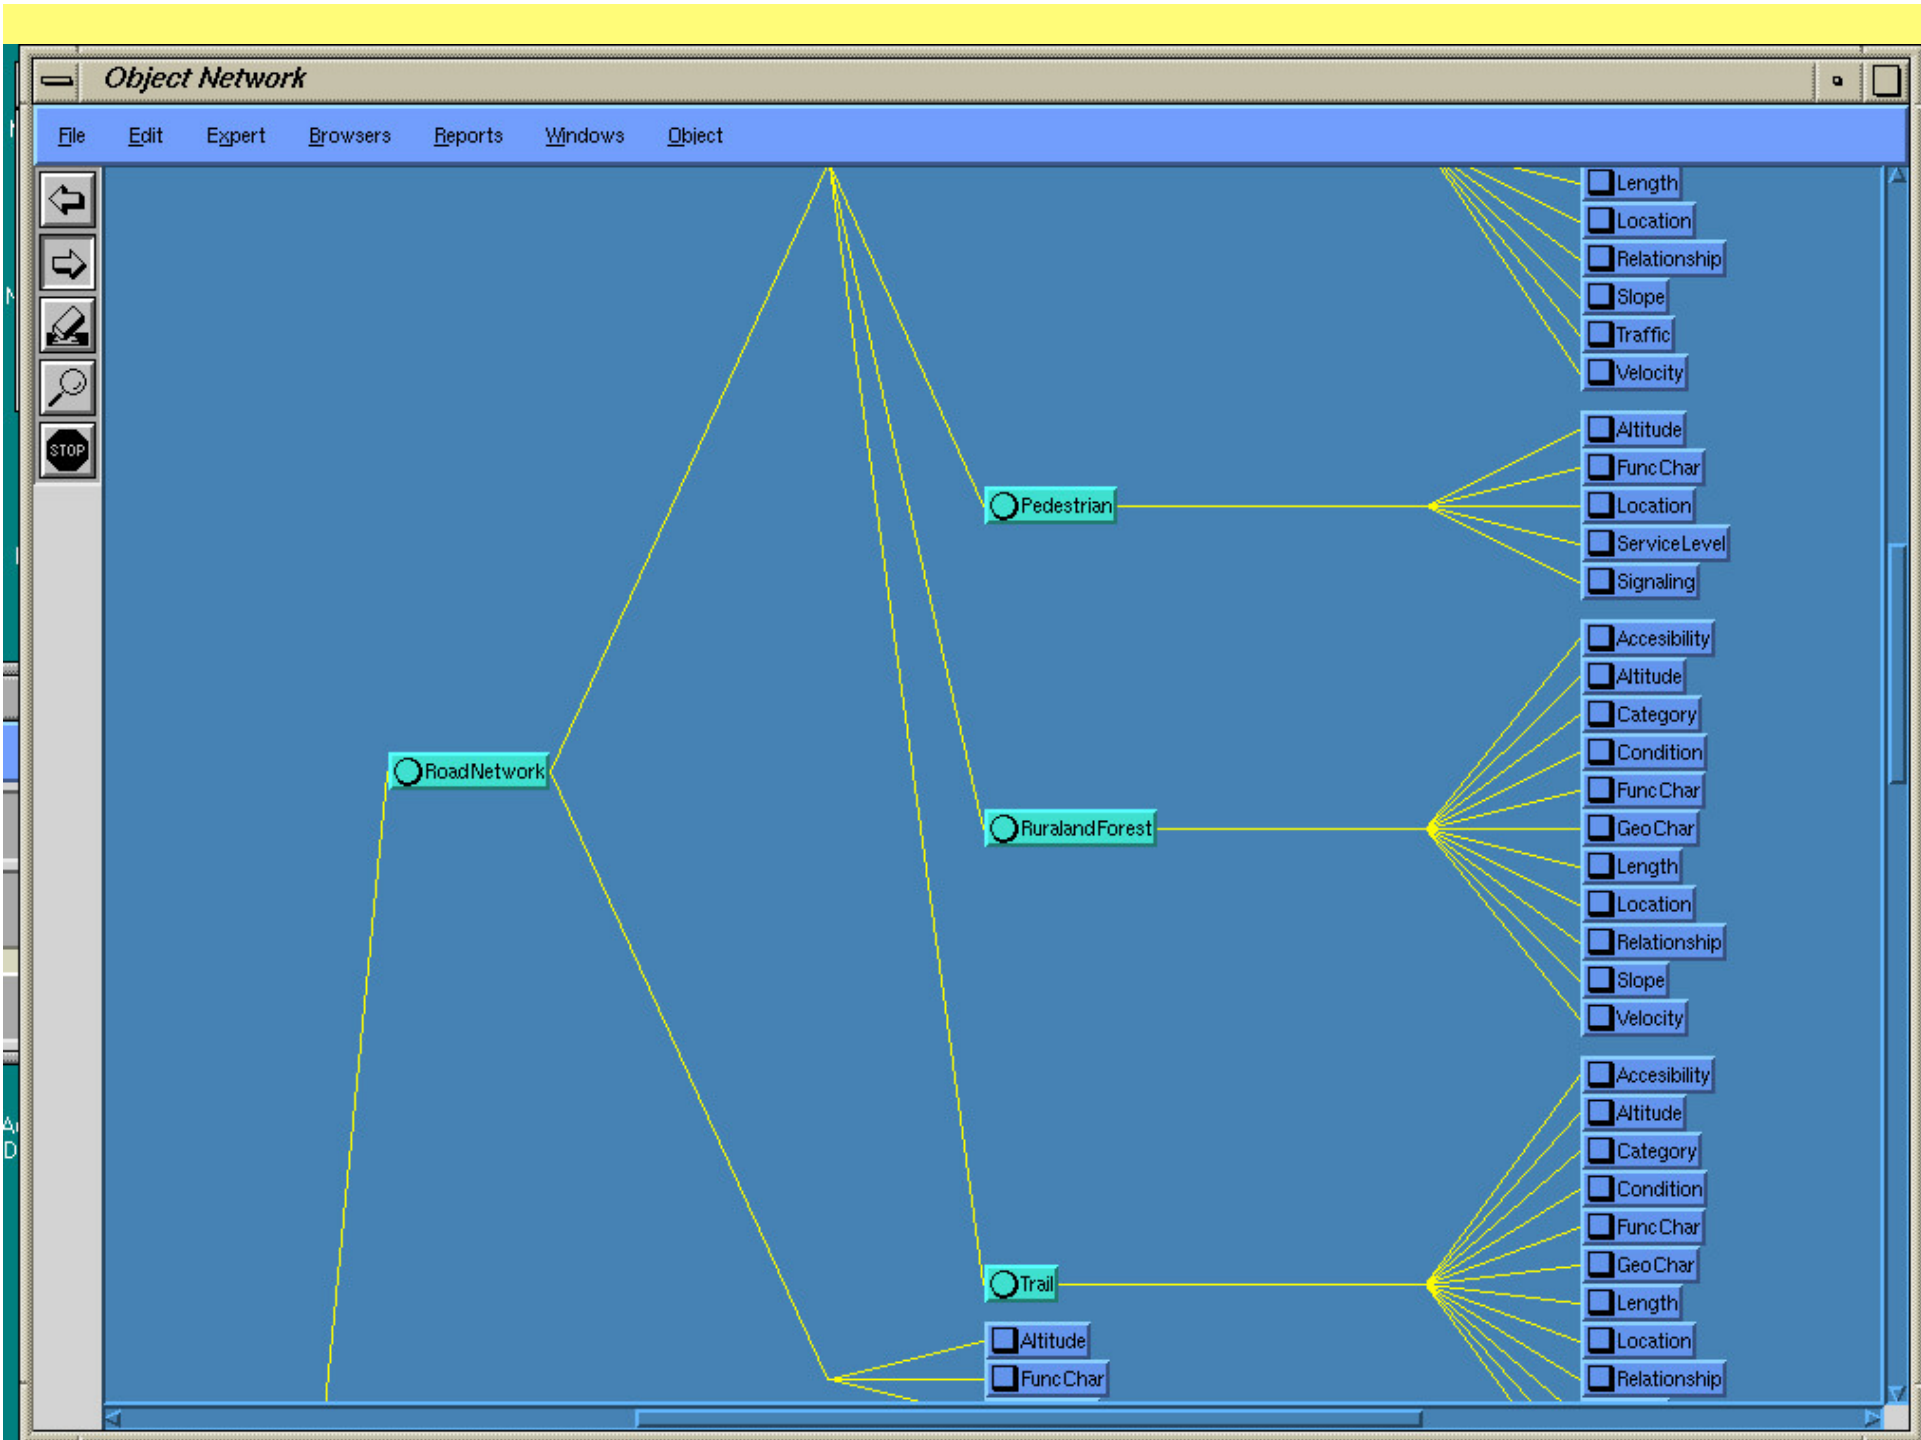 Object Network
File Edit Expert Browsers Reports Windows Object
STOP
Length
Location
Relationship
Slope
Traffic
Velocity
Pedestrian
Altitude
FuncChar
Location
ServiceLevel
Signaling
RoadNetwork
RuralandForest
Accesibility
Altitude
Category
Condition
FuncChar
GeoChar
Length
Location
Relationship
Slope
Velocity
Trail
Accesibility
Altitude
Category
Condition
FuncChar
GeoChar
Length
Location
Relationship
Altitude
FuncChar